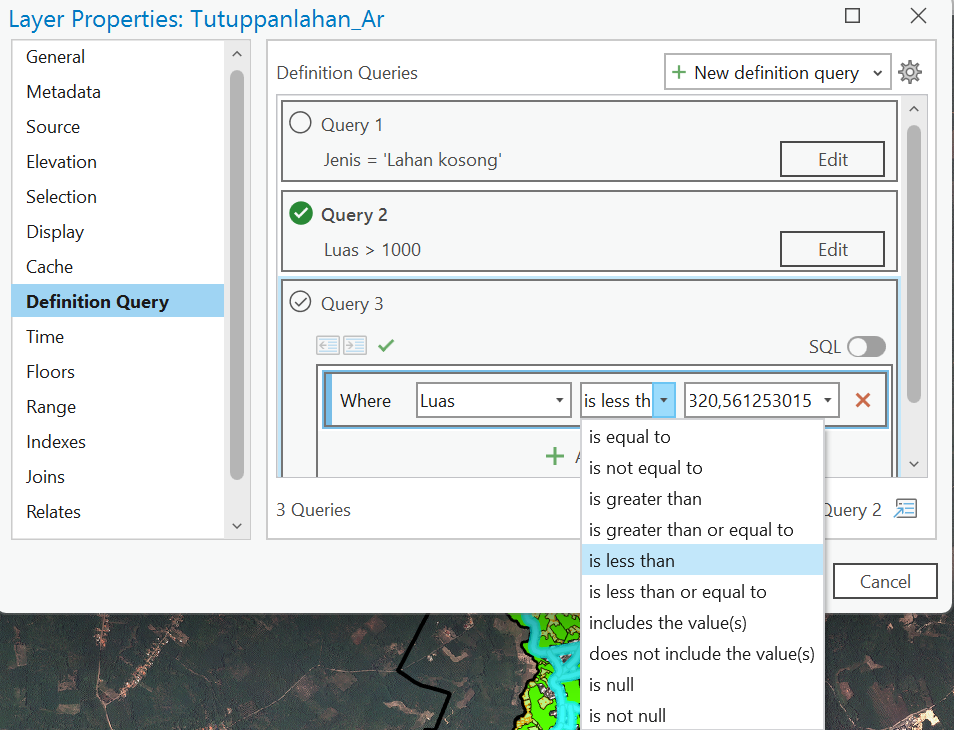 Layer Properties: Tutuppanlahan_Ar
General
Metadata
Source
Elevation
Selection
Display
Cache
Definition Query
Time
Floors
Range
Indexes
Joins
Relates
Definition Queries
New definition query
Query 1
Jenis = 'Lahan kosong'
Edit
Query 2
Luas > 1000
Edit
Query 3
SQL
Where Luas is less th 320,561253015
is equal to
is not equal to
is greater than
is greater than or equal to
is less than
is less than or equal to
includes the value(s)
does not include the value(s)
is null
is not null
3 Queries
Query 2
Cancel